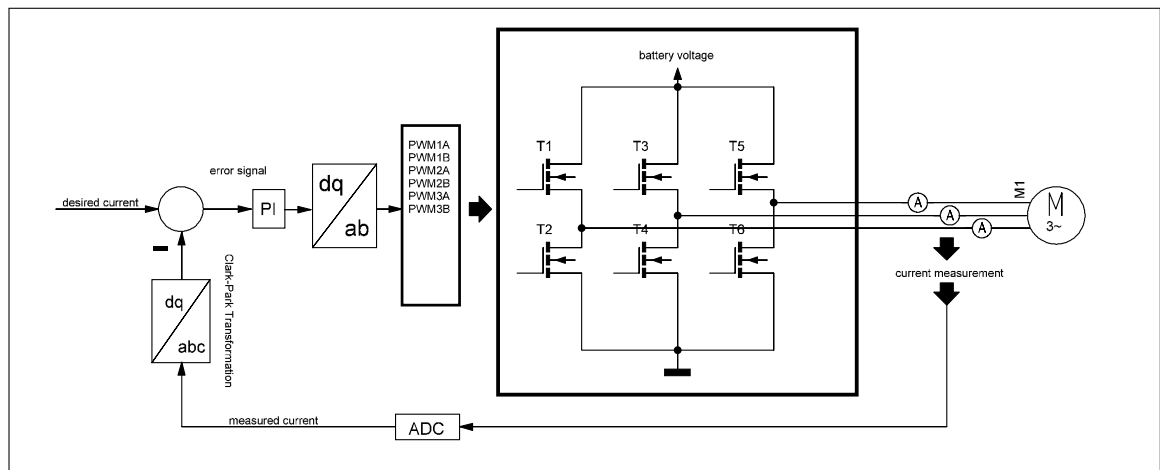 battery voltage
T1
T3
T5
PWM1A
PWM1B
PWM2A
PWM2B
PWM3A
PWM3B
error signal
desired current
PI
dq
ab
T2
T4
T6
A
A
A
M1
M
3~
current measurement
Clark-Park Transformation
dq
abc
measured current
ADC